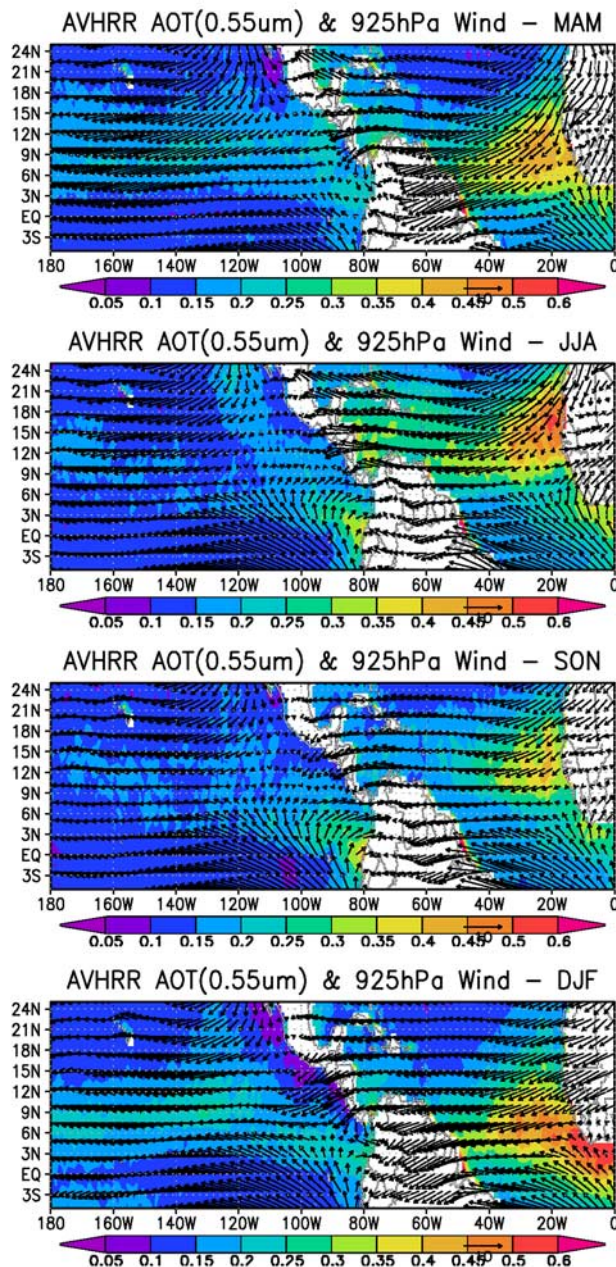 AVHRR AOT(0.55um) & 925hPa Wind – MAM
24N
21N
18N
15N
12N
9N
6N
3N
EQ
3S
180 160W 140W 120W 100W 80W 60W 40W 20W 0
10
0.05 0.1 0.15 0.2 0.25 0.3 0.35 0.4 0.45 0.5 0.6
AVHRR AOT(0.55um) & 925hPa Wind – JJA
24N
21N
18N
15N
12N
9N
6N
3N
EQ
3S
180 160W 140W 120W 100W 80W 60W 40W 20W 0
10
0.05 0.1 0.15 0.2 0.25 0.3 0.35 0.4 0.45 0.5 0.6
AVHRR AOT(0.55um) & 925hPa Wind – SON
24N
21N
18N
15N
12N
9N
6N
3N
EQ
3S
180 160W 140W 120W 100W 80W 60W 40W 20W 0
10
0.05 0.1 0.15 0.2 0.25 0.3 0.35 0.4 0.45 0.5 0.6
AVHRR AOT(0.55um) & 925hPa Wind – DJF
24N
21N
18N
15N
12N
9N
6N
3N
EQ
3S
180 160W 140W 120W 100W 80W 60W 40W 20W 0
10
0.05 0.1 0.15 0.2 0.25 0.3 0.35 0.4 0.45 0.5 0.6